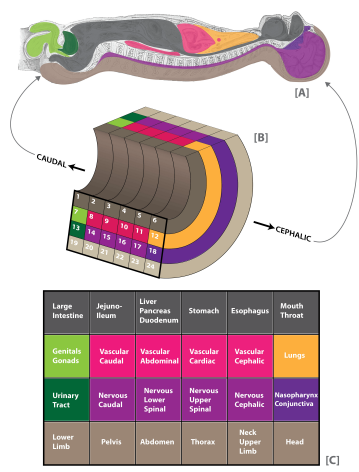 [A]
[B]
CAUDAL
CEPHALIC
1 2 3 4 5 6
7 8 9 10 11 12
13 14 15 16 17 18
19 20 21 22 23 24
Large Intestine
Jejuno-Ileum
Liver Pancreas Duodenum
Stomach
Esophagus
Mouth Throat
Genitals Gonads
Vascular Caudal
Vascular Abdominal
Vascular Cardiac
Vascular Cephalic
Lungs
Urinary Tract
Nervous Caudal
Nervous Lower Spinal
Nervous Upper Spinal
Nervous Cephalic
Nasopharynx Conjunctiva
Lower Limb
Pelvis
Abdomen
Thorax
Neck Upper Limb
Head
[C]